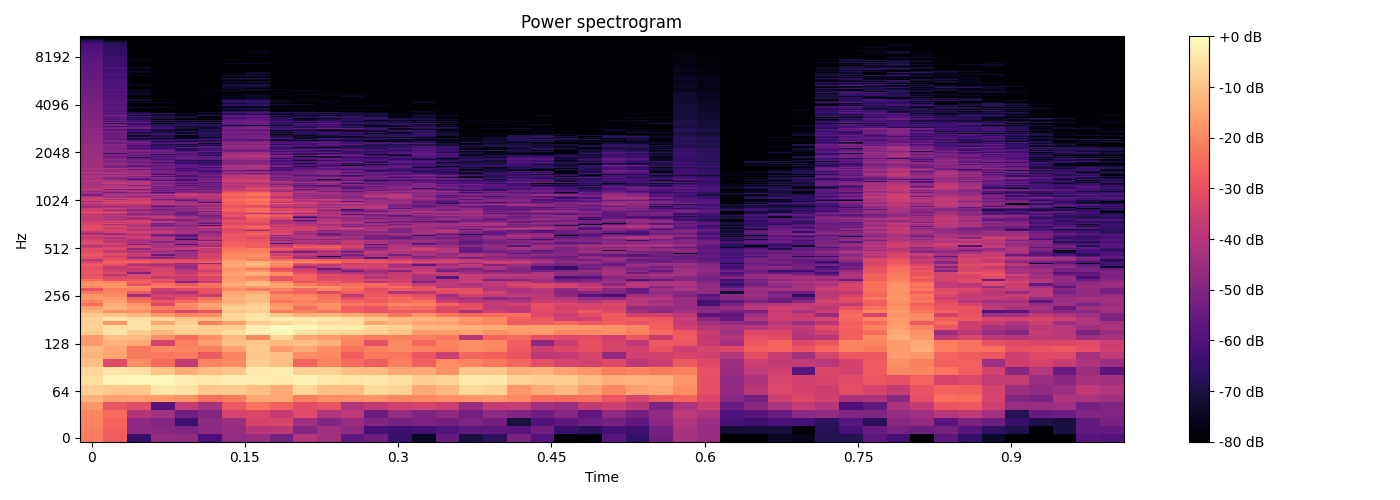 Power spectrogram
Hz
8192
4096
2048
1024
512
256
128
64
0
0 0.15 0.3 0.45 0.6 0.75 0.9
Time
+0 dB
-10 dB
-20 dB
-30 dB
-40 dB
-50 dB
-60 dB
-70 dB
-80 dB